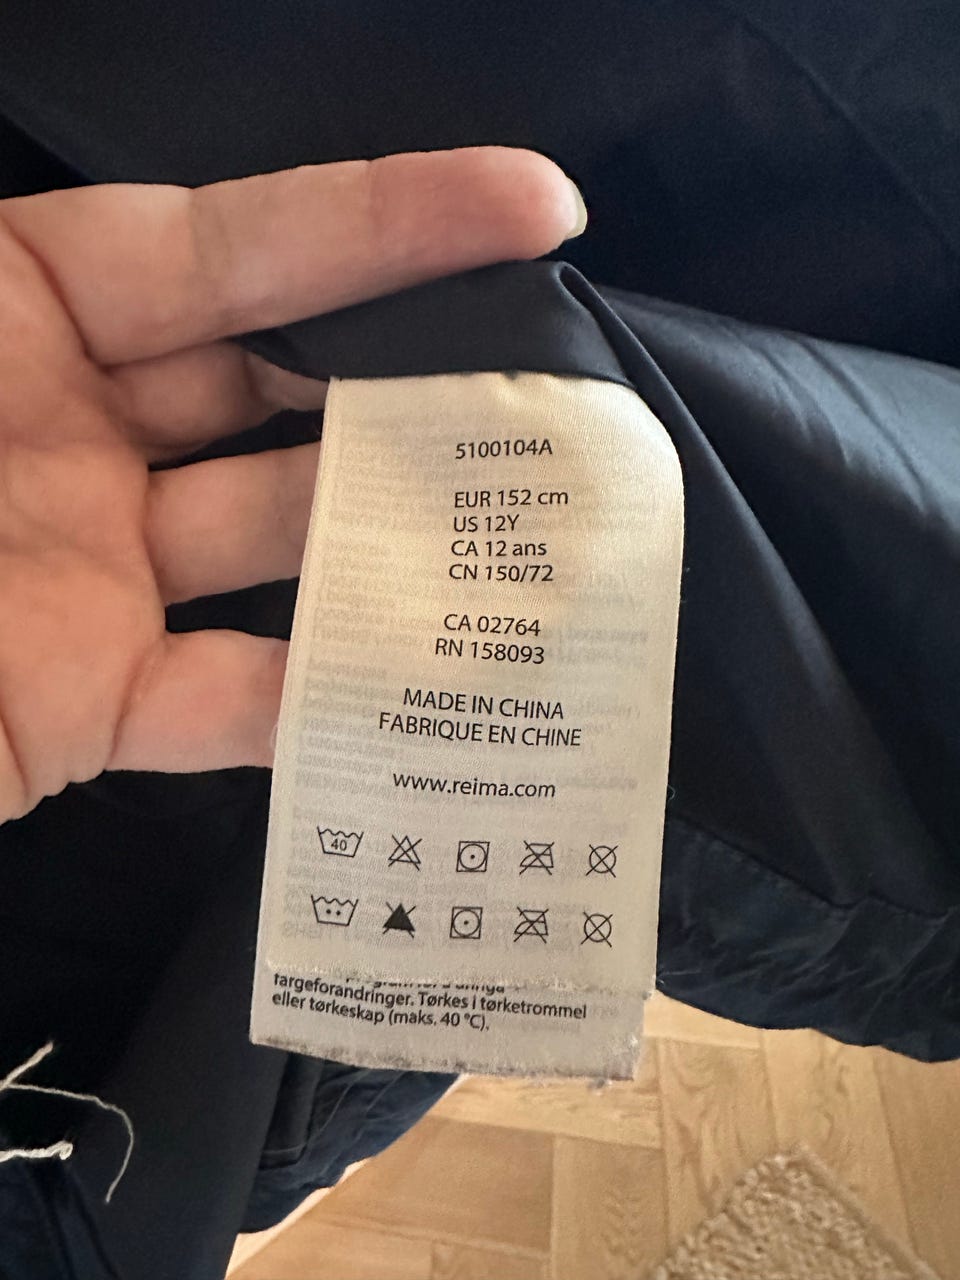 5100104A
EUR 152 cm
US 12Y
CA 12 ans
CN 150/72
CA 02764
RN 158093
MADE IN CHINA
FABRIQUE EN CHINE
www.reima.com
40
fargeforandringer. Tørkes i tørketrommel
eller tørkeskap (maks. 40 °C).